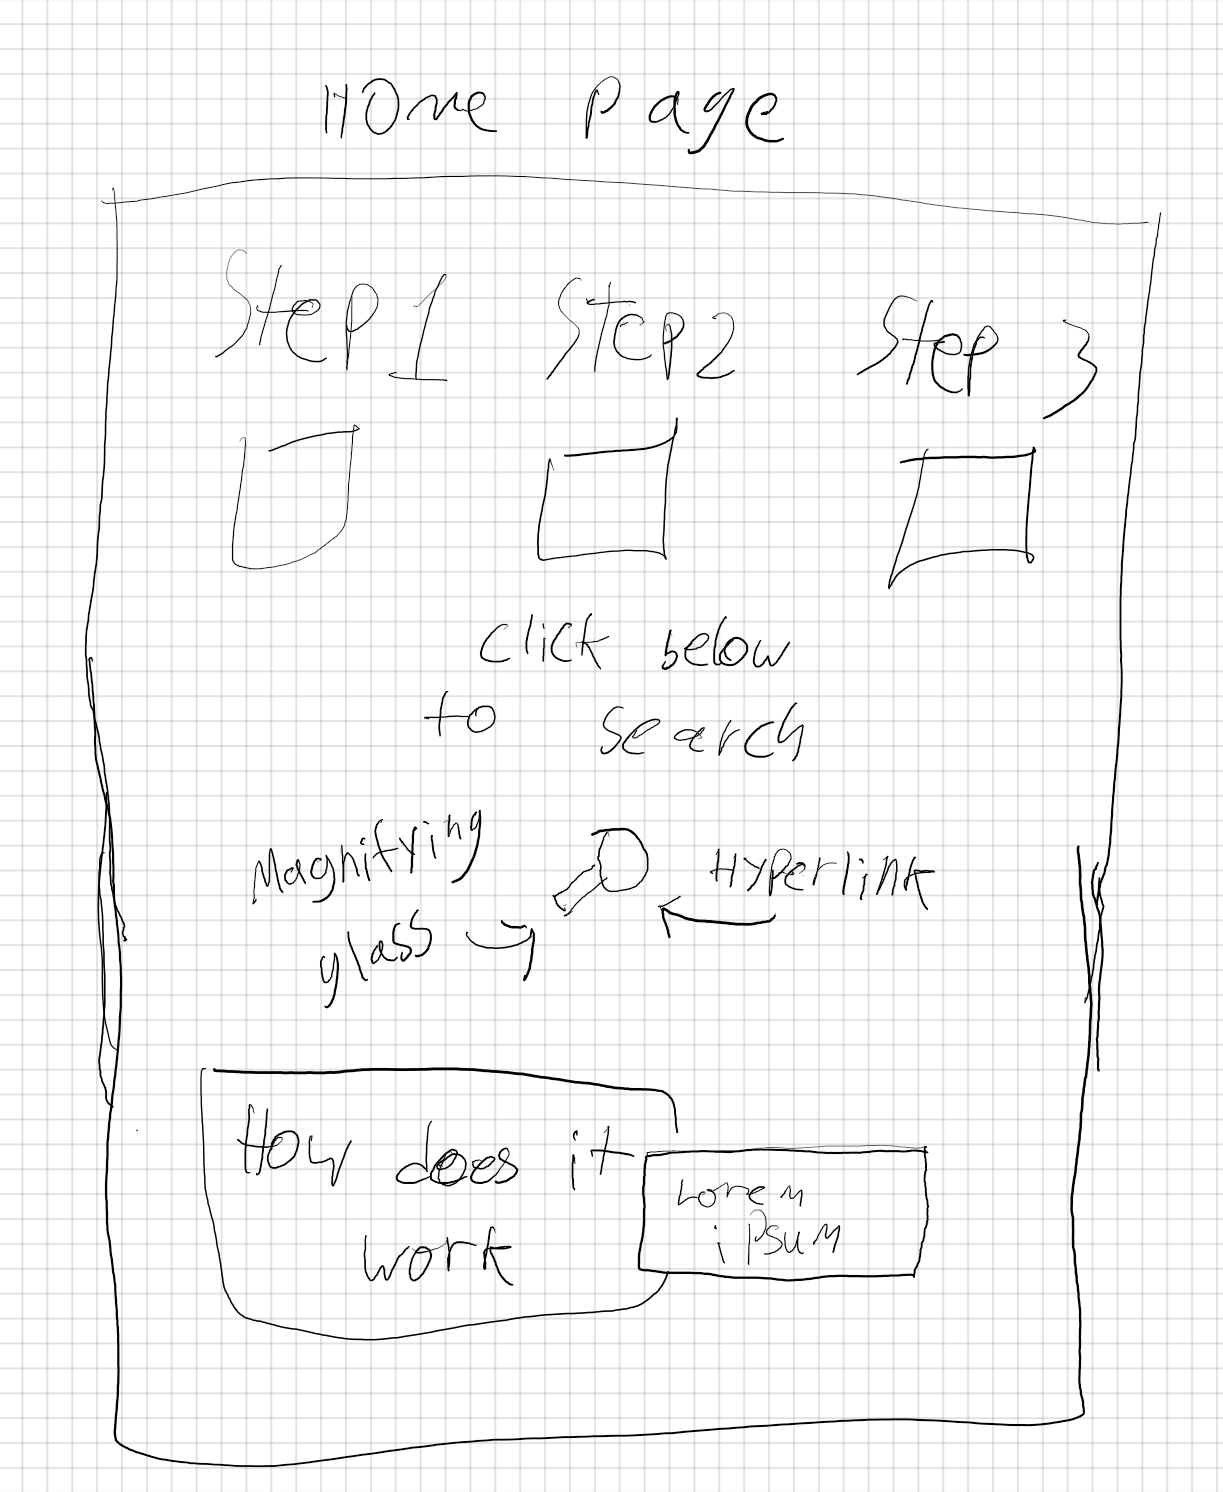 Home Page
Step 1 Step 2 Step 3
click below
to search
Magnifying
glass
Hyperlink
How does it
work
Lorem
ipsum